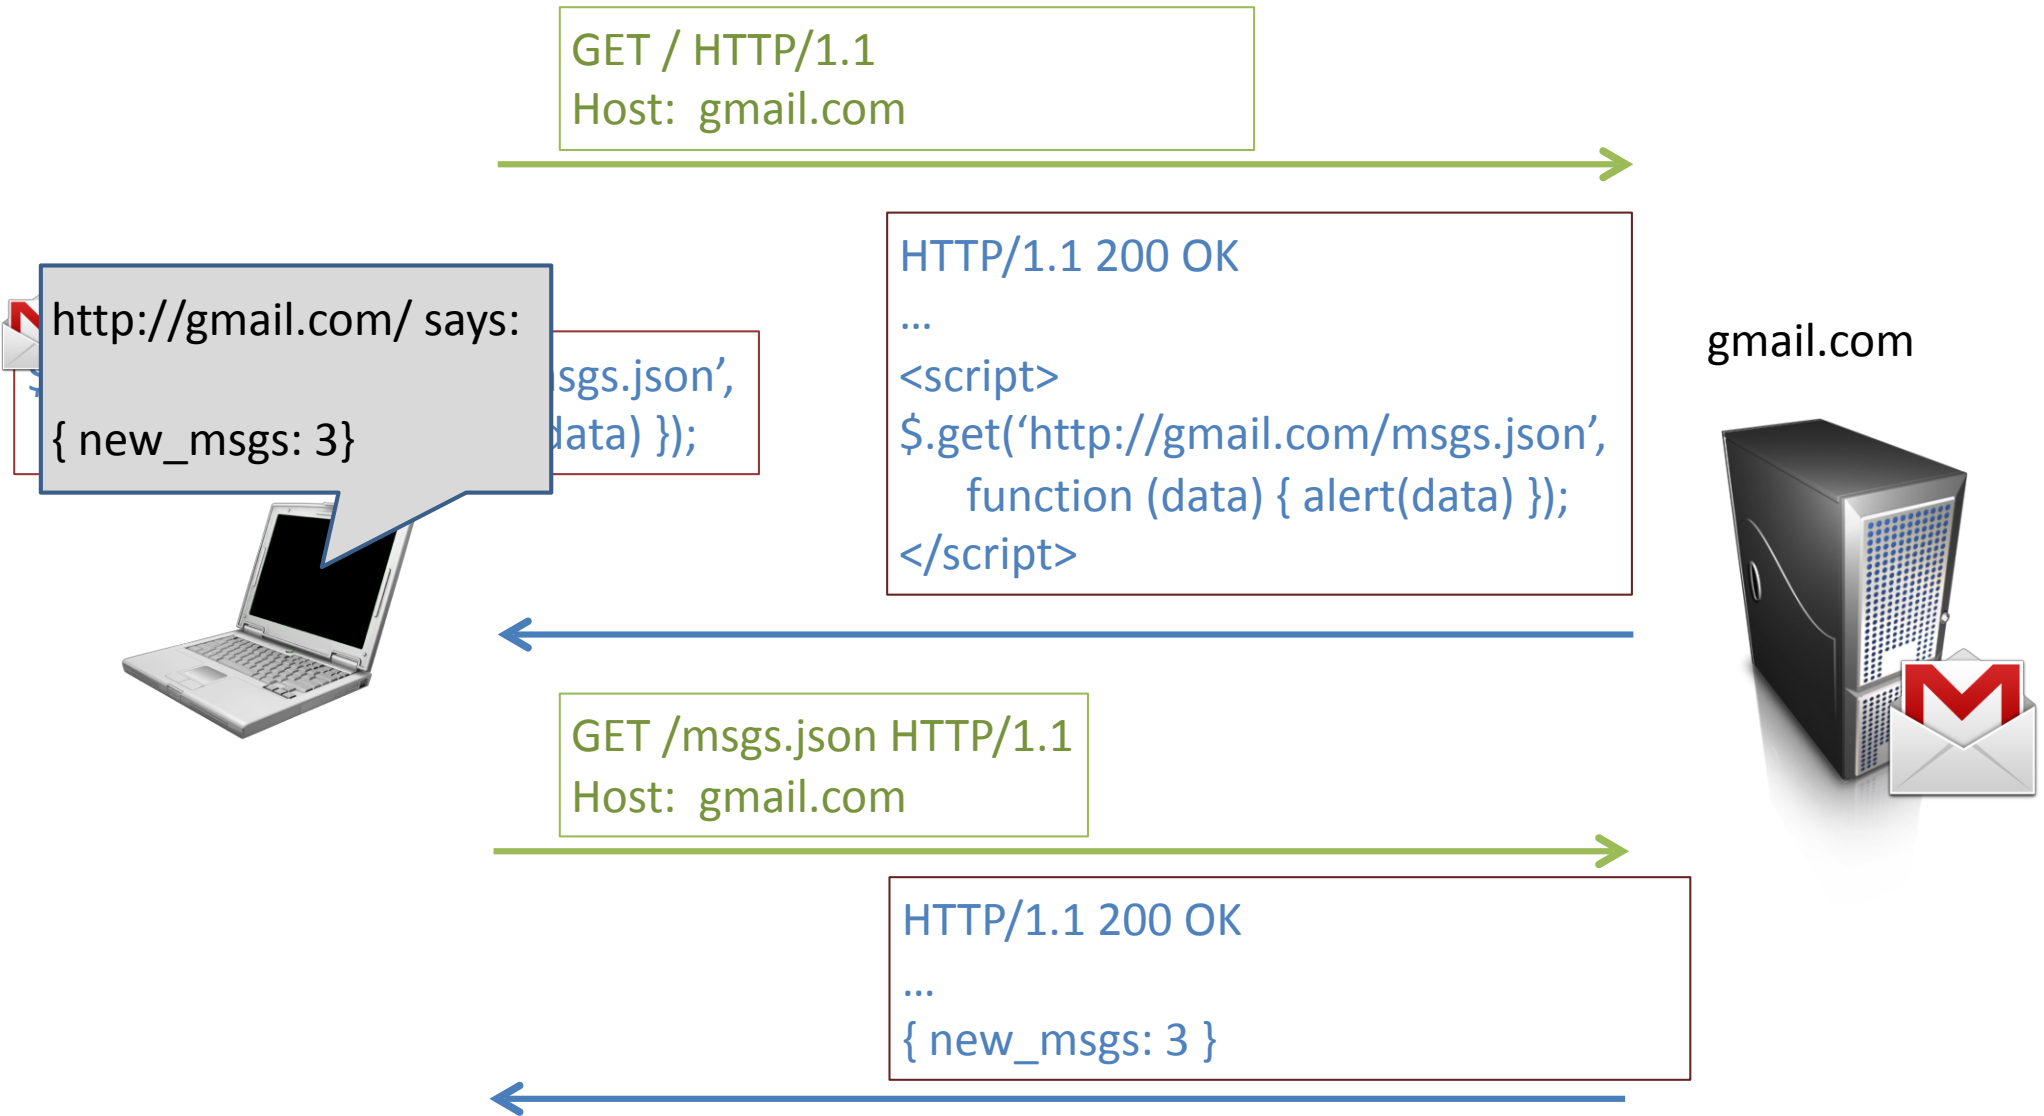 GET / HTTP/1.1
Host:  gmail.com
HTTP/1.1 200 OK
…
<script>
$.get(‘http://gmail.com/msgs.json’,
function (data) { alert(data) });
</script>
http://gmail.com/ says:
{ new_msgs: 3}
sgs.json’,
data) });
gmail.com
GET /msgs.json HTTP/1.1
Host:  gmail.com
HTTP/1.1 200 OK
…
{ new_msgs: 3 }